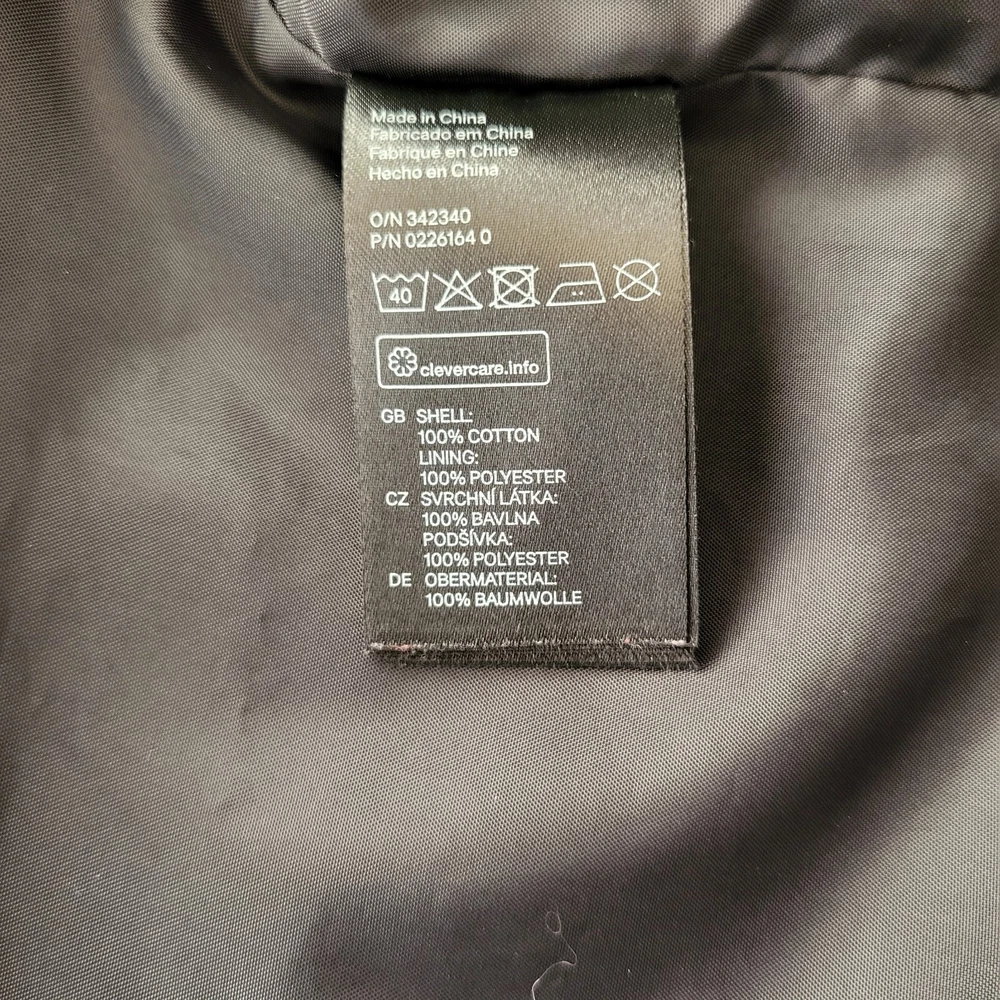 Made in China
Fabricado em China
Fabriqué en Chine
Hecho en China
O/N 342340
P/N 0226164 0
40
clevercare.info
GB SHELL:
100% COTTON
LINING:
100% POLYESTER
CZ SVRCHNÍ LÁTKA:
100% BAVLNA
PODŠÍVKA:
100% POLYESTER
DE OBERMATERIAL:
100% BAUMWOLLE